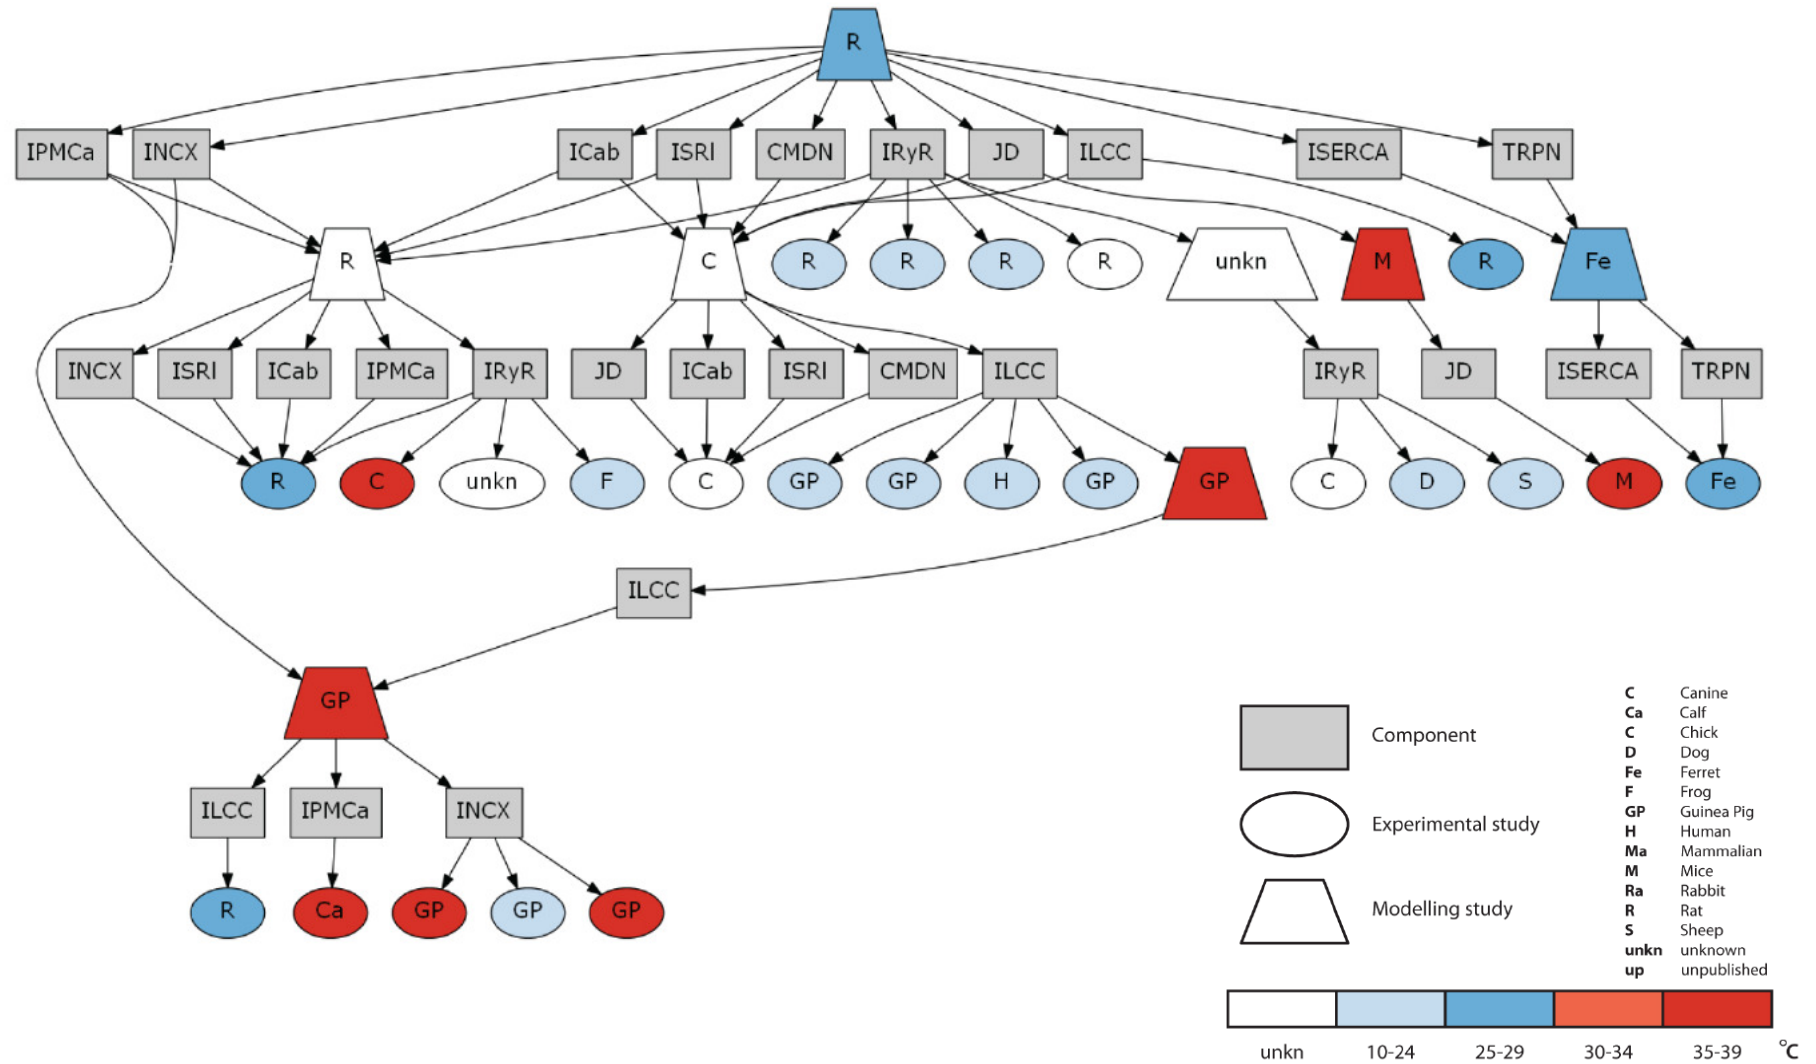 R
IPMCa INCX ICab ISRl CMDN IRyR JD ILCC ISERCA TRPN
R C R R R R unkn M R Fe
INCX ISRl ICab IPMCa IRyR JD ICab ISRl CMDN ILCC IRyR JD ISERCA TRPN
R C unkn F C GP GP H GP GP C D S M Fe
ILCC
GP
ILCC IPMCa INCX
R Ca GP GP GP
Component
Experimental study
Modelling study
C Canine
Ca Calf
C Chick
D Dog
Fe Ferret
F Frog
GP Guinea Pig
H Human
Ma Mammalian
M Mice
Ra Rabbit
R Rat
S Sheep
unkn unknown
up unpublished
unkn 10-24 25-29 30-34 35-39 °C